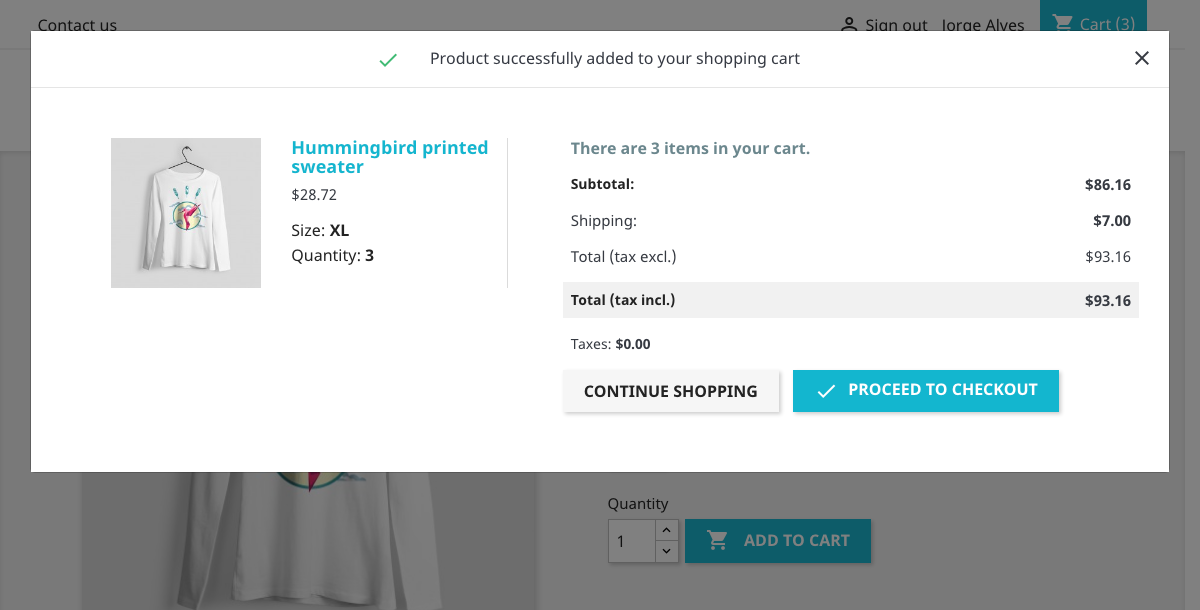 Contact us
Sign out Jorge Alves Cart (3)
Product successfully added to your shopping cart
Hummingbird printed
sweater
$28.72
Size: XL
Quantity: 3
There are 3 items in your cart.
Subtotal: $86.16
Shipping: $7.00
Total (tax excl.) $93.16
Total (tax incl.) $93.16
Taxes: $0.00
CONTINUE SHOPPING
PROCEED TO CHECKOUT
Quantity
1
ADD TO CART